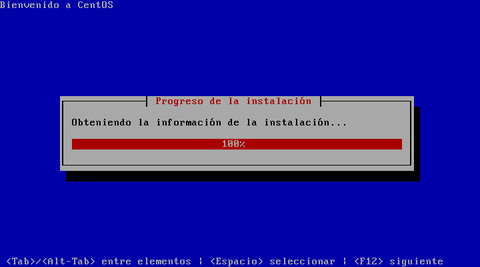 Bienvenido a CentOS
Progreso de la instalación
Obteniendo la información de la instalación...
100%
<Tab>/<Alt-Tab> entre elementos | <Espacio> seleccionar | <F12> siguiente